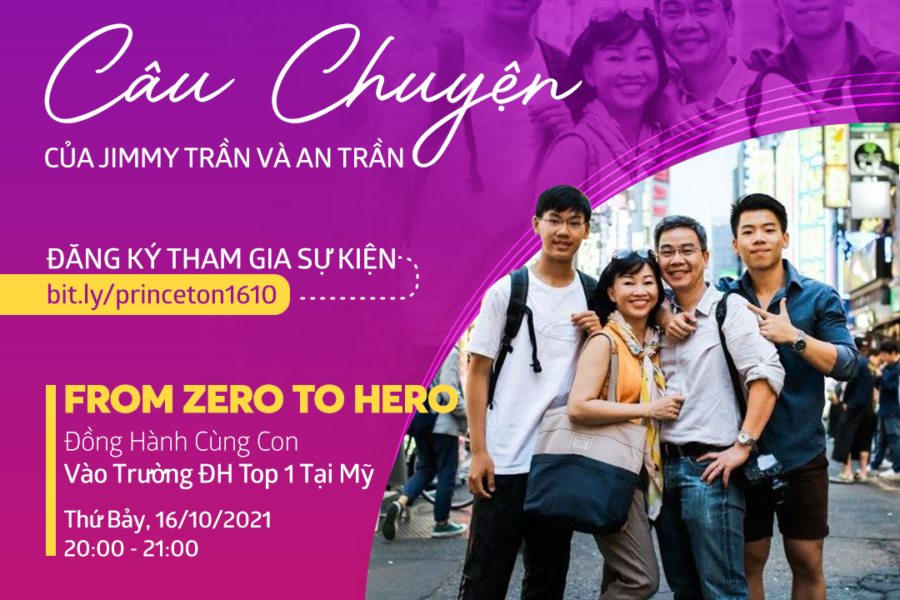 Câu Chuyện
CỦA JIMMY TRẦN VÀ AN TRẦN
ĐĂNG KÝ THAM GIA SỰ KIỆN
bit.ly/princeton1610
FROM ZERO TO HERO
Đồng Hành Cùng Con
Vào Trường ĐH Top 1 Tại Mỹ
Thứ Bảy, 16/10/2021
20:00 - 21:00